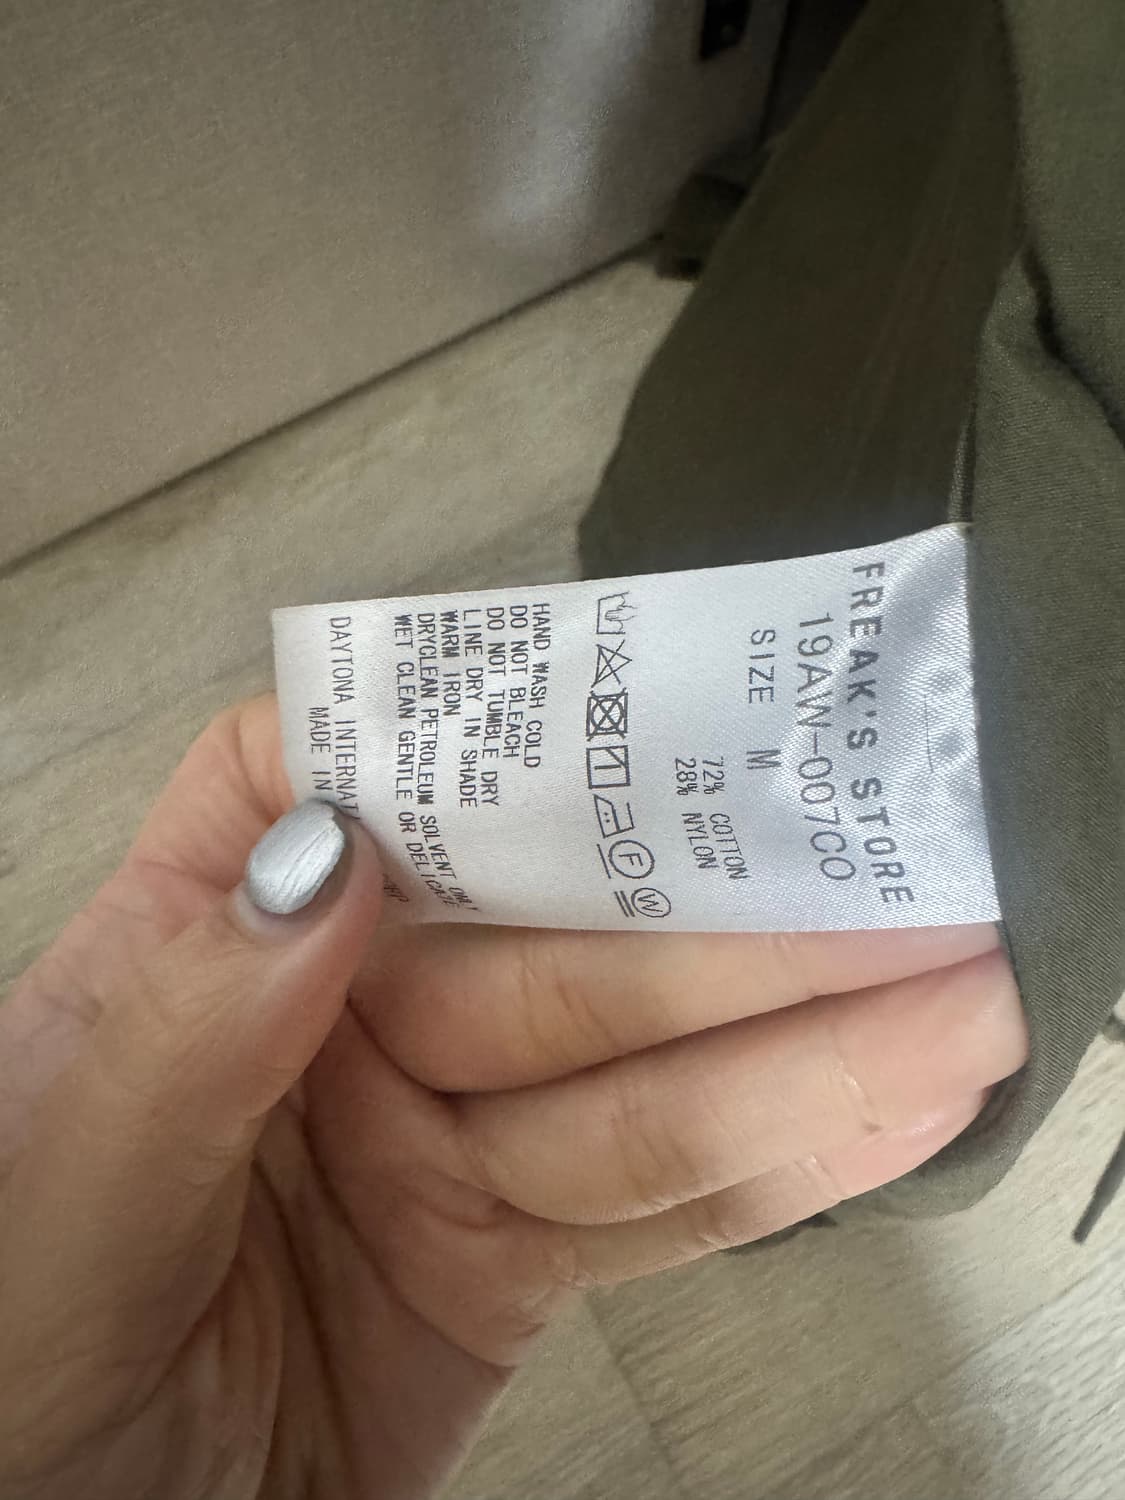 FREAK'S STORE
19AW-007CO
SIZE M
72% COTTON
28% NYLON
F W
HAND WASH COLD
DO NOT BLEACH
DO NOT TUMBLE DRY
LINE DRY IN SHADE
WARM IRON
DRYCLEAN PETROLEUM SOLVENT ONLY
WET CLEAN GENTLE OR DELICATE
DAYTONA
MADE IN